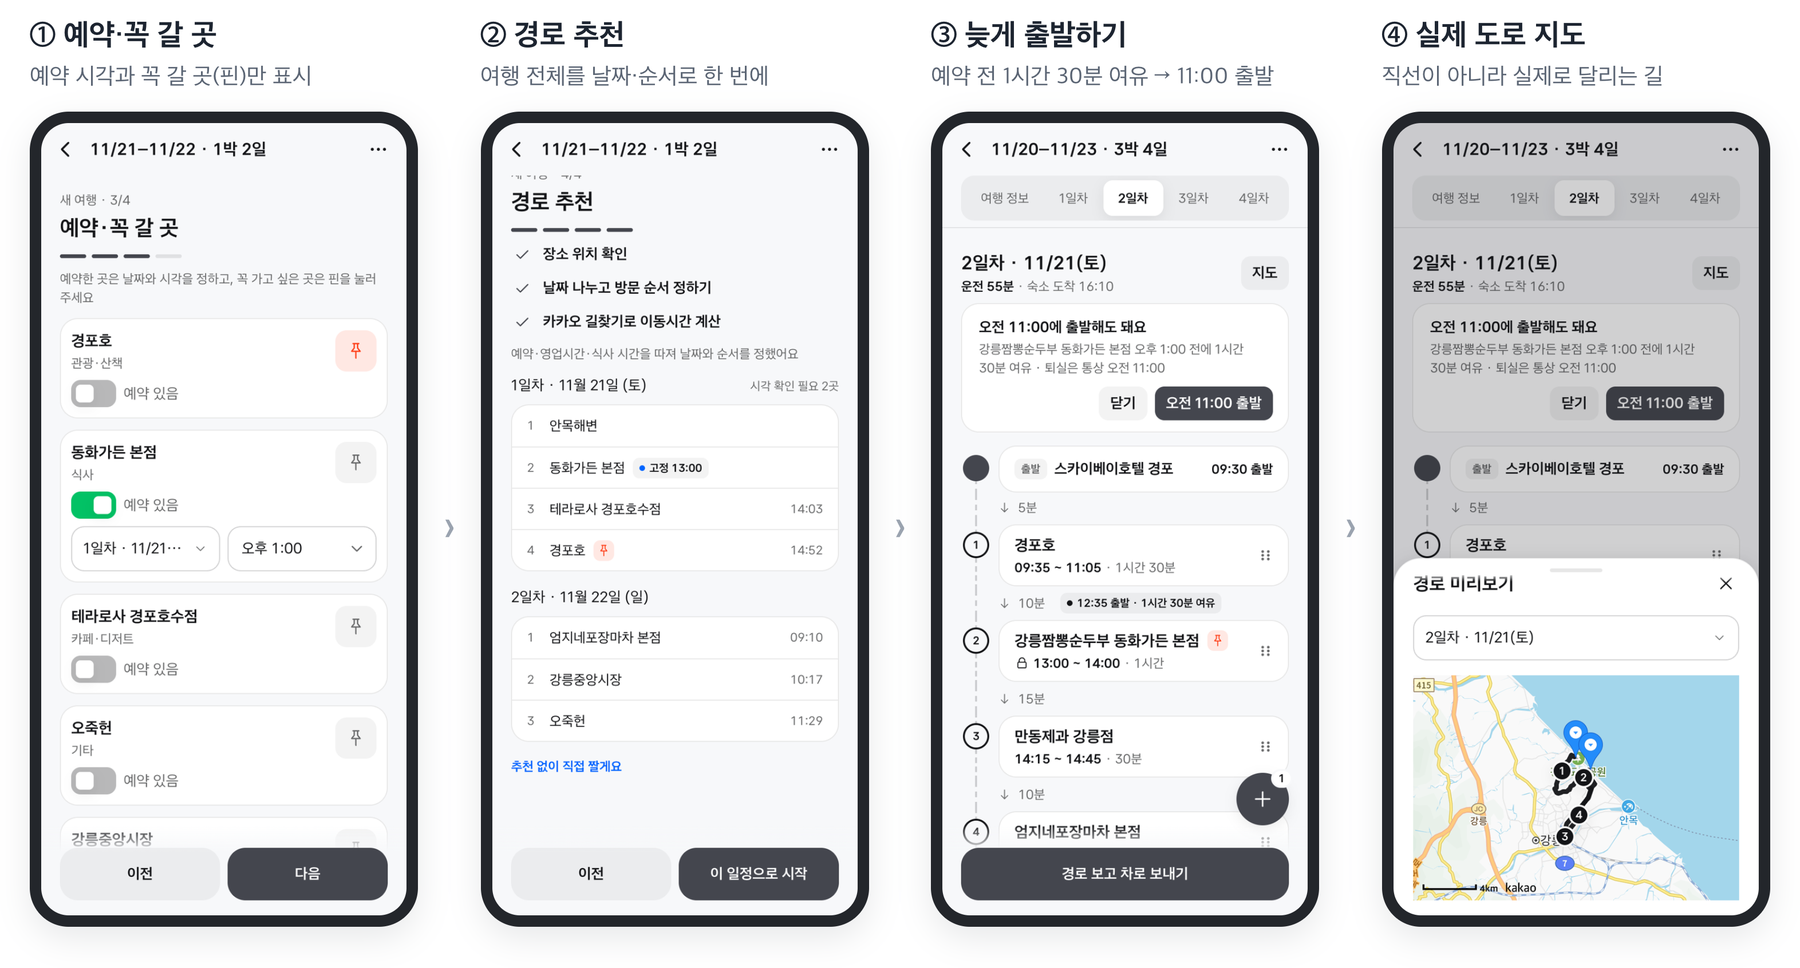 ① 예약·꼭 갈 곳
예약 시각과 꼭 갈 곳(핀)만 표시
11/21–11/22 · 1박 2일
새 여행 · 3/4
예약·꼭 갈 곳
예약한 곳은 날짜와 시각을 정하고, 꼭 가고 싶은 곳은 핀을 눌러
주세요
경포호
관광·산책
예약 있음
동화가든 본점
식사
예약 있음
1일차 · 11/21···
오후 1:00
테라로사 경포호수점
카페·디저트
예약 있음
오죽헌
기타
예약 있음
강릉중앙시장
이전
다음
② 경로 추천
여행 전체를 날짜·순서로 한 번에
11/21–11/22 · 1박 2일
경로 추천
장소 위치 확인
날짜 나누고 방문 순서 정하기
카카오 길찾기로 이동시간 계산
예약·영업시간·식사 시간을 따져 날짜와 순서를 정했어요
1일차 · 11월 21일 (토) 시각 확인 필요 2곳
1 안목해변
2 동화가든 본점 고정 13:00
3 테라로사 경포호수점 14:03
4 경포호 14:52
2일차 · 11월 22일 (일)
1 엄지네포장마차 본점 09:10
2 강릉중앙시장 10:17
3 오죽헌 11:29
추천 없이 직접 짤게요
이전
이 일정으로 시작
③ 늦게 출발하기
예약 전 1시간 30분 여유 → 11:00 출발
11/20–11/23 · 3박 4일
여행 정보 1일차 2일차 3일차 4일차
2일차 · 11/21(토)
지도
운전 55분 · 숙소 도착 16:10
오전 11:00에 출발해도 돼요
강릉짬뽕순두부 동화가든 본점 오후 1:00 전에 1시간
30분 여유 · 퇴실은 통상 오전 11:00
닫기
오전 11:00 출발
출발 스카이베이호텔 경포 09:30 출발
↓ 5분
1 경포호
09:35 ~ 11:05 · 1시간 30분
↓ 10분 12:35 출발 · 1시간 30분 여유
2 강릉짬뽕순두부 동화가든 본점
13:00 ~ 14:00 · 1시간
↓ 15분
3 만동제과 강릉점
14:15 ~ 14:45 · 30분
↓ 10분
1
4 엄지네포장마차 본점
경로 보고 차로 보내기
④ 실제 도로 지도
직선이 아니라 실제로 달리는 길
11/20–11/23 · 3박 4일
여행 정보 1일차 2일차 3일차 4일차
2일차 · 11/21(토)
지도
운전 55분 · 숙소 도착 16:10
오전 11:00에 출발해도 돼요
강릉짬뽕순두부 동화가든 본점 오후 1:00 전에 1시간
30분 여유 · 퇴실은 통상 오전 11:00
닫기
오전 11:00 출발
출발 스카이베이호텔 경포 09:30 출발
↓ 5분
1 경포호
경로 미리보기
2일차 · 11/21(토)
415
1
2
JC
강릉
안목
4
3
7
4km kakao